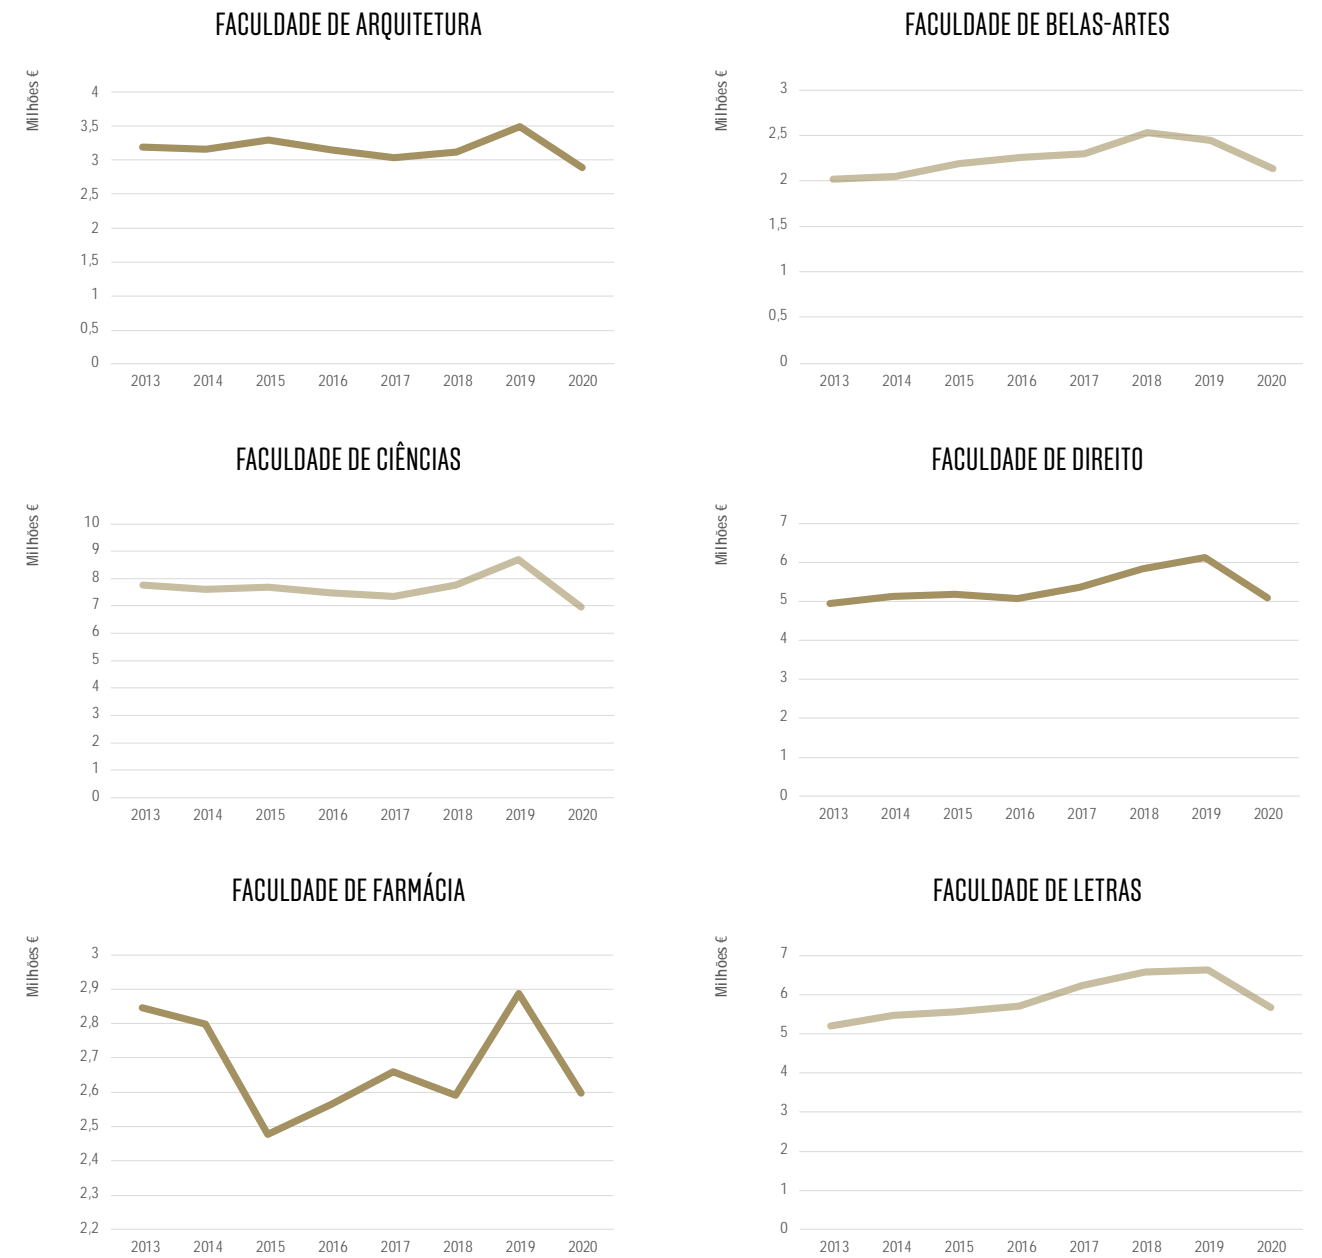 FACULDADE DE ARQUITETURA
Milhões €
4
3,5
3
2,5
2
1,5
1
0,5
0
2013 2014 2015 2016 2017 2018 2019 2020
FACULDADE DE BELAS-ARTES
Milhões €
3
2,5
2
1,5
1
0,5
0
2013 2014 2015 2016 2017 2018 2019 2020
FACULDADE DE CIÊNCIAS
Milhões €
10
9
8
7
6
5
4
3
2
1
0
2013 2014 2015 2016 2017 2018 2019 2020
FACULDADE DE DIREITO
Milhões €
7
6
5
4
3
2
1
0
2013 2014 2015 2016 2017 2018 2019 2020
FACULDADE DE FARMÁCIA
Milhões €
3
2,9
2,8
2,7
2,6
2,5
2,4
2,3
2,2
2013 2014 2015 2016 2017 2018 2019 2020
FACULDADE DE LETRAS
Milhões €
7
6
5
4
3
2
1
0
2013 2014 2015 2016 2017 2018 2019 2020